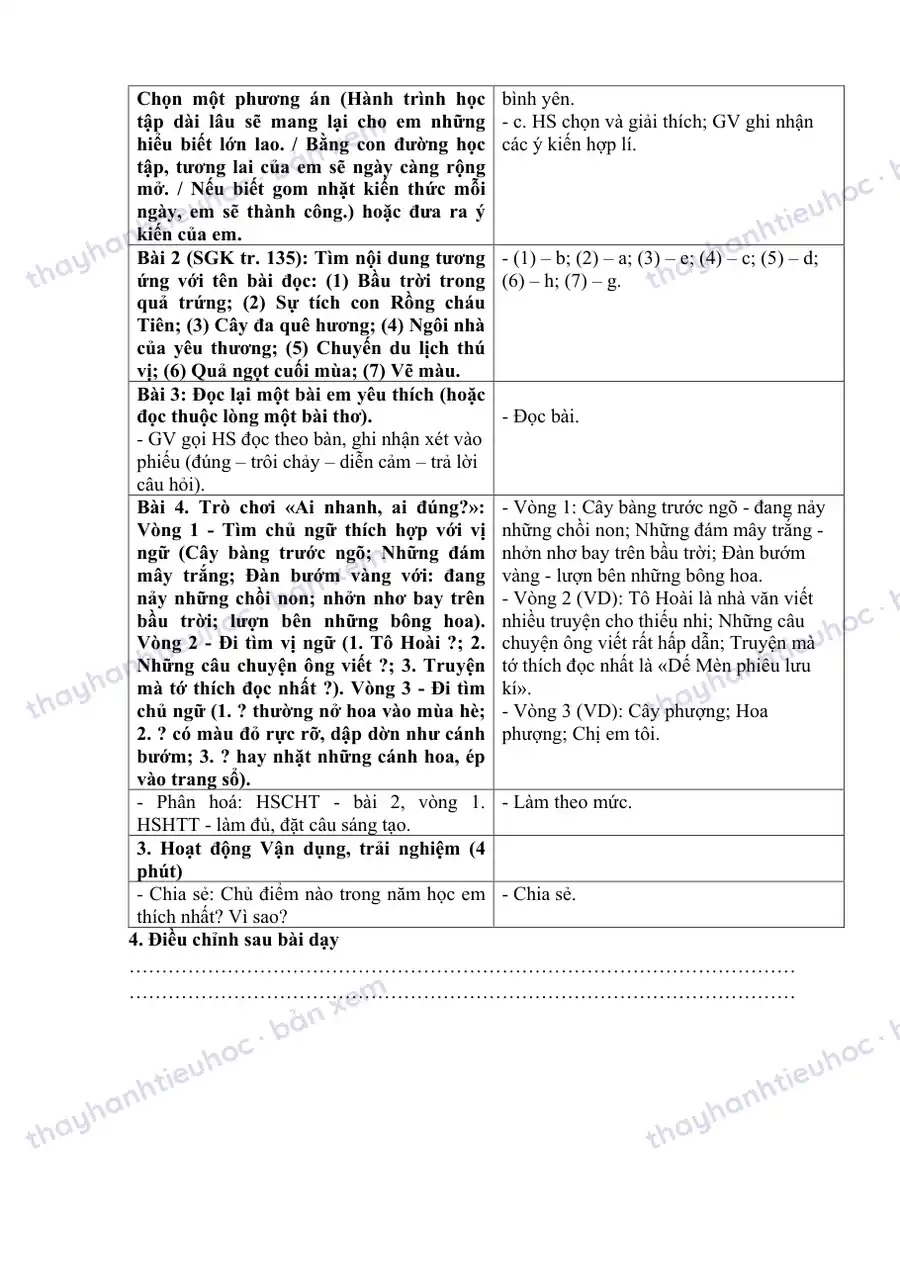 Chọn một phương án (Hành trình học
tập dài lâu sẽ mang lại cho em những
hiểu biết lớn lao. / Bằng con đường học
tập, tương lai của em sẽ ngày càng rộng
mở. / Nếu biết gom nhặt kiến thức mỗi
ngày, em sẽ thành công.) hoặc đưa ra ý
kiến của em.
bình yên.
- c. HS chọn và giải thích; GV ghi nhận
các ý kiến hợp lí.
Bài 2 (SGK tr. 135): Tìm nội dung tương
ứng với tên bài đọc: (1) Bầu trời trong
quả trứng; (2) Sự tích con Rồng cháu
Tiên; (3) Cây đa quê hương; (4) Ngôi nhà
của yêu thương; (5) Chuyến du lịch thú
vị; (6) Quả ngọt cuối mùa; (7) Vẽ màu.
- (1) – b; (2) – a; (3) – e; (4) – c; (5) – d;
(6) – h; (7) – g.
Bài 3: Đọc lại một bài em yêu thích (hoặc
đọc thuộc lòng một bài thơ).
- GV gọi HS đọc theo bàn, ghi nhận xét vào
phiếu (đúng – trôi chảy – diễn cảm – trả lời
câu hỏi).
- Đọc bài.
Bài 4. Trò chơi «Ai nhanh, ai đúng?»:
Vòng 1 - Tìm chủ ngữ thích hợp với vị
ngữ (Cây bàng trước ngõ; Những đám
mây trắng; Đàn bướm vàng với: đang
nảy những chồi non; nhởn nhơ bay trên
bầu trời; lượn bên những bông hoa).
Vòng 2 - Đi tìm vị ngữ (1. Tô Hoài ?; 2.
Những câu chuyện ông viết ?; 3. Truyện
mà tớ thích đọc nhất ?). Vòng 3 - Đi tìm
chủ ngữ (1. ? thường nở hoa vào mùa hè;
2. ? có màu đỏ rực rỡ, dập dờn như cánh
bướm; 3. ? hay nhặt những cánh hoa, ép
vào trang sổ).
- Vòng 1: Cây bàng trước ngõ - đang nảy
những chồi non; Những đám mây trắng -
nhởn nhơ bay trên bầu trời; Đàn bướm
vàng - lượn bên những bông hoa.
- Vòng 2 (VD): Tô Hoài là nhà văn viết
nhiều truyện cho thiếu nhi; Những câu
chuyện ông viết rất hấp dẫn; Truyện mà
tớ thích đọc nhất là «Dế Mèn phiêu lưu
kí».
- Vòng 3 (VD): Cây phượng; Hoa
phượng; Chị em tôi.
- Phân hoá: HSCHT - bài 2, vòng 1.
HSHTT - làm đủ, đặt câu sáng tạo.
- Làm theo mức.
3. Hoạt động Vận dụng, trải nghiệm (4
phút)
- Chia sẻ: Chủ điểm nào trong năm học em
thích nhất? Vì sao?
- Chia sẻ.
4. Điều chỉnh sau bài dạy
……………………………………………………………………………………………
……………………………………………………………………………………………
thayhanhtieuhoc · bản xem
thayhanhtieuhoc · b
thayhanhtieuhoc · bản xem
thayhanhtieuhoc · b
thayhanhtieuhoc · bản xem
thayhanhtieuhoc · b